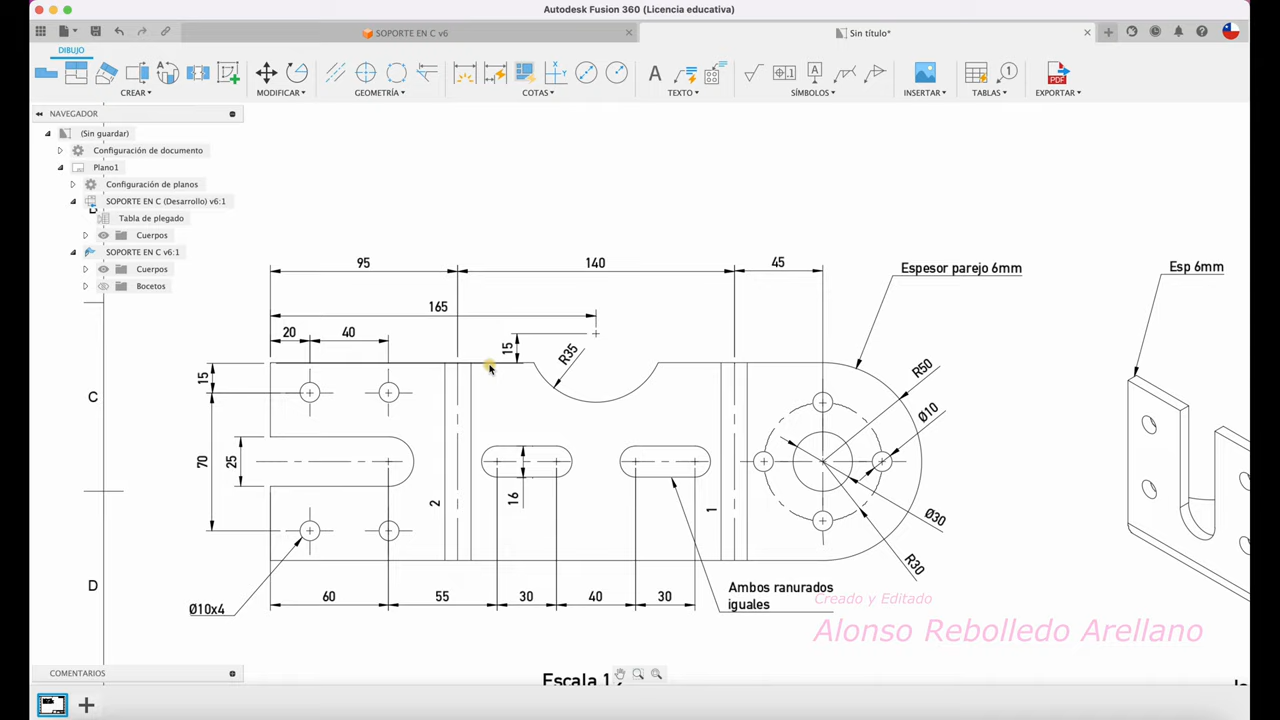 Autodesk Fusion 360 (Licencia educativa)
SOPORTE EN C v6
Sin título*
DIBUJO
CREAR
MODIFICAR
GEOMETRÍA
COTAS
TEXTO
SÍMBOLOS
INSERTAR
TABLAS
EXPORTAR
PDF
NAVEGADOR
(Sin guardar)
Configuración de documento
Plano1
Configuración de planos
SOPORTE EN C (Desarrollo) v6:1
Tabla de plegado
Cuerpos
SOPORTE EN C v6:1
Cuerpos
Bocetos
95
140
45
Espesor parejo 6mm
Esp 6mm
165
20
40
15
R35
15
R50
C
Ø10
70
25
2
16
1
Ø30
R30
D
Ø10x4
60
55
30
40
30
Ambos ranurados
iguales
Creado y Editado
Alonso Rebolledo Arellano
COMENTARIOS